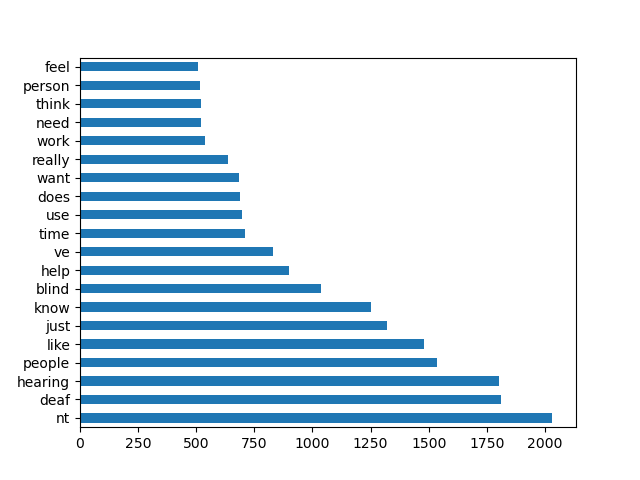 feel
person
think
need
work
really
want
does
use
time
ve
help
blind
know
just
like
people
hearing
deaf
nt
0 250 500 750 1000 1250 1500 1750 2000